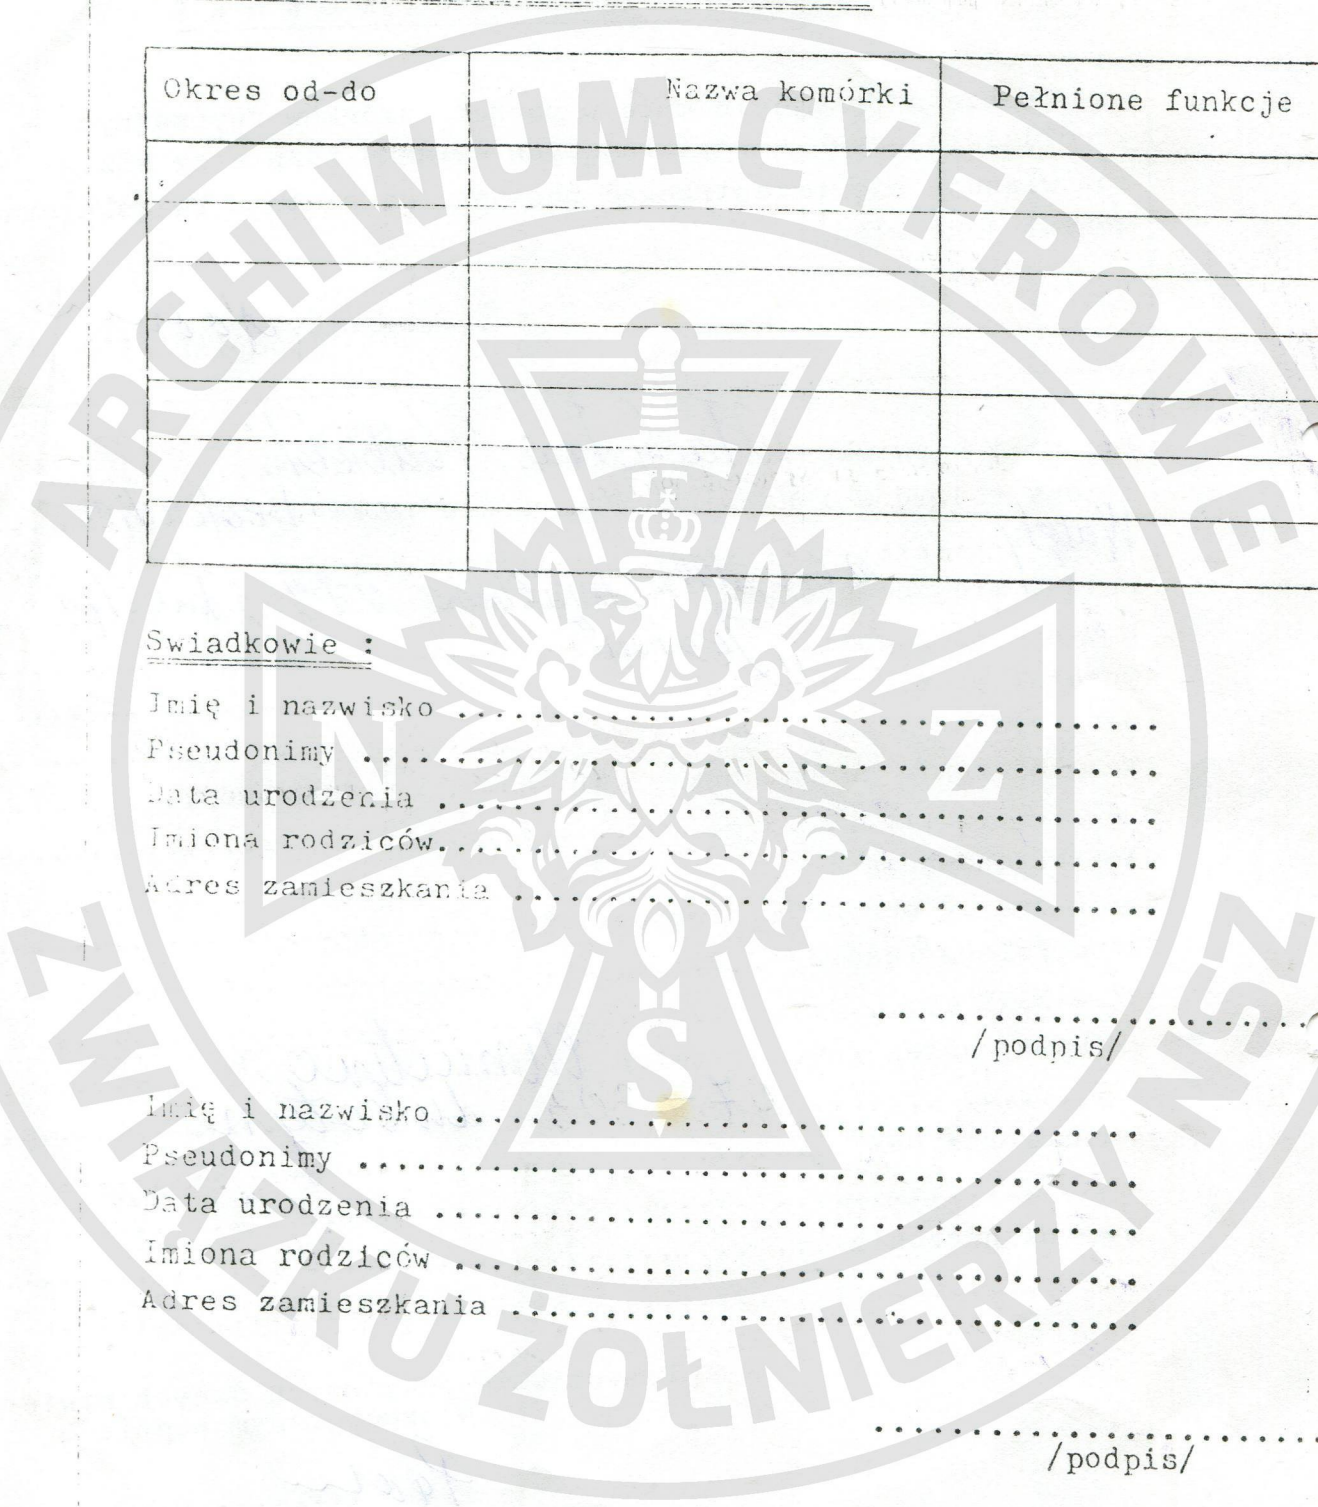 Okres od-do Nazwa komórki Pełnione funkcje
Swiadkowie :
Imię i nazwisko ....................................
Pseudonimy ..........................................
Data urodzenia ......................................
Imiona rodziców......................................
Adres zamieszkania ..................................
.......................
/podpis/
Imię i nazwisko ....................................
Pseudonimy ..........................................
Data urodzenia ......................................
Imiona rodziców ....................................
Adres zamieszkania .................................
.......................
/podpis/
ARCHIWUM CYFROWE
ZWIĄZKU ŻOŁNIERZY NSZ
N Z
S